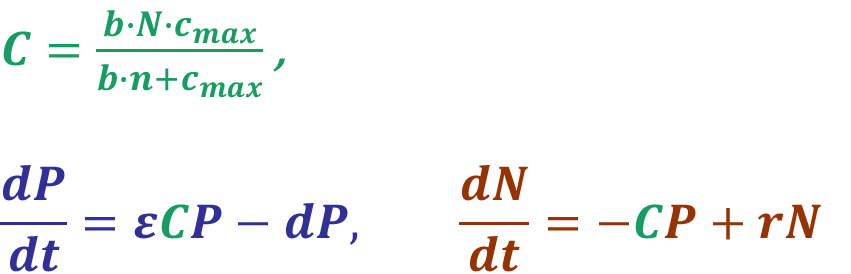 C = b·N·c_max / b·n+c_max ,
dP/dt = εCP − dP, dN/dt = −CP + rN